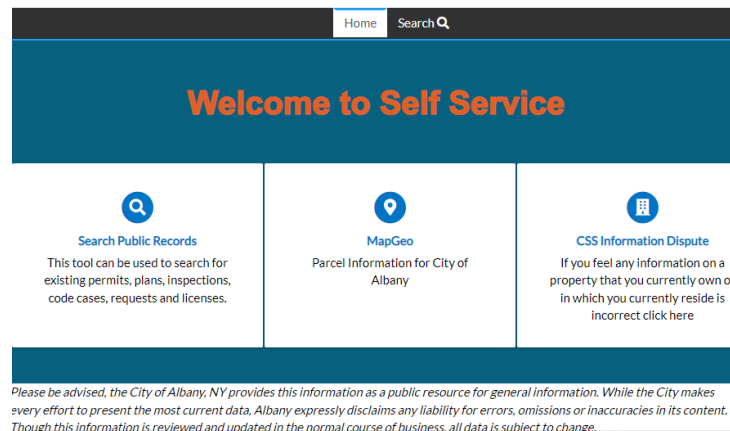 Home Search
Welcome to Self Service
Search Public Records
This tool can be used to search for
existing permits, plans, inspections,
code cases, requests and licenses.
MapGeo
Parcel Information for City of
Albany
CSS Information Dispute
If you feel any information on a
property that you currently own o
in which you currently reside is
incorrect click here
Please be advised, the City of Albany, NY provides this information as a public resource for general information. While the City makes
every effort to present the most current data, Albany expressly disclaims any liability for errors, omissions or inaccuracies in its content.
Though this information is reviewed and updated in the normal course of business, all data is subject to change.